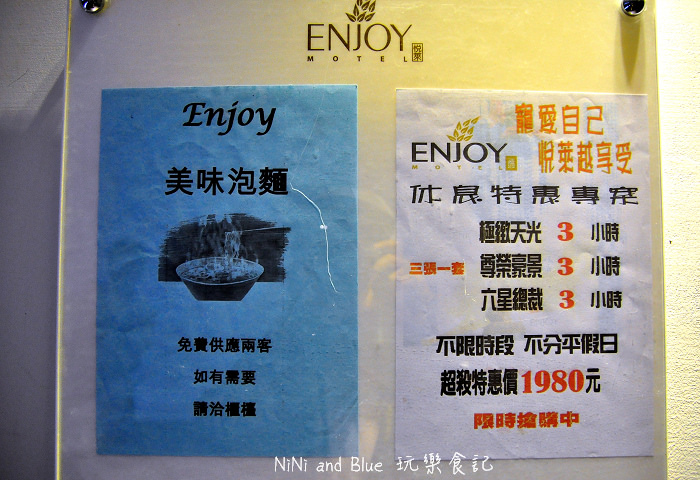 ENJOY
MOTEL 悅萊
Enjoy
美味泡麵
免費供應兩客
如有需要
請洽櫃檯
寵愛自己
ENJOY 悅萊越享受
MOTEL
休息特惠專案
極緻天光 3 小時
三張一套 尊榮豪景 3 小時
六星總裁 3 小時
不限時段 不分平假日
超殺特惠價1980元
限時搶購中
NiNi and Blue 玩樂食記